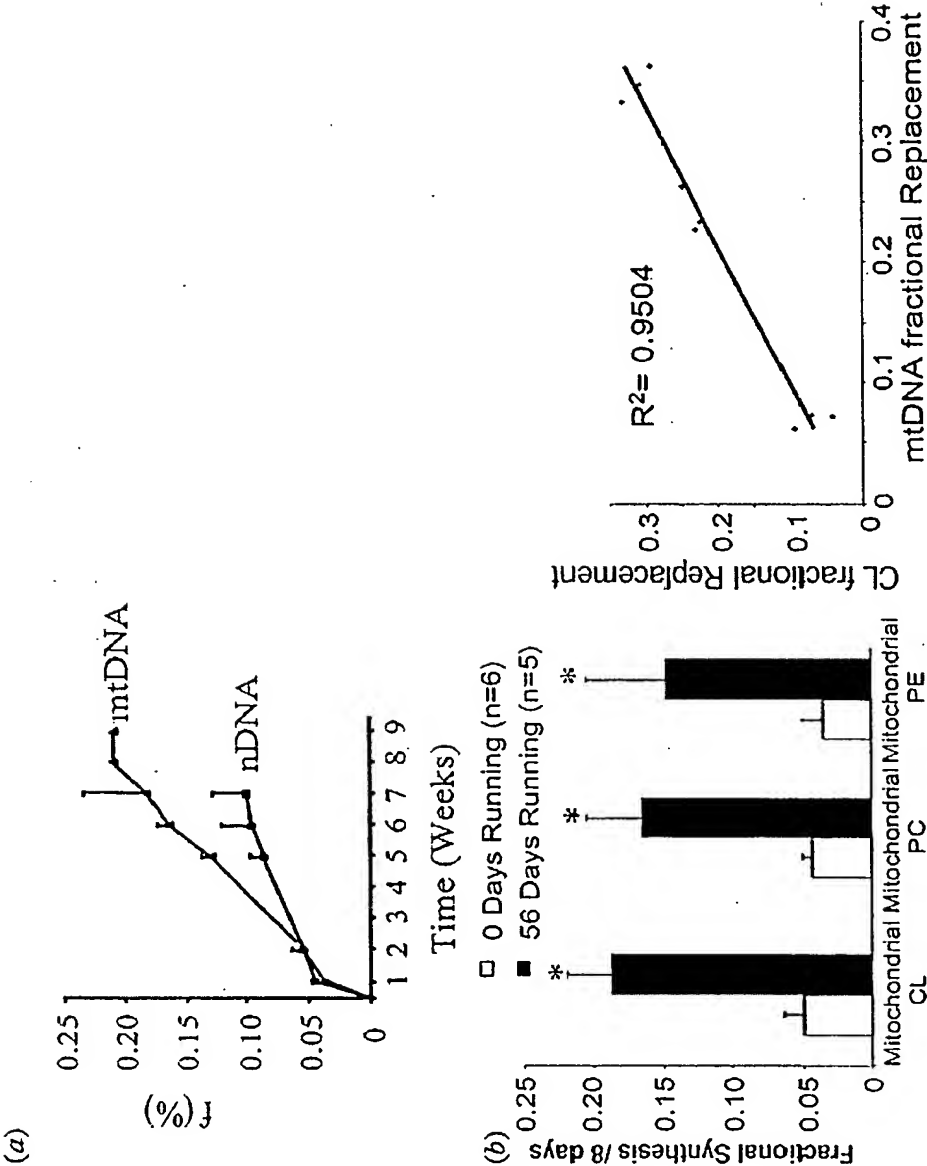 (a)
f (%)
0.25
0.20
0.15
0.10
0.05
0
mtDNA
nDNA
1 2 3 4 5 6 7 8 9
Time (Weeks)
(b)
Fractional Synthesis /8 days
0.25
0.20
0.15
0.10
0.05
0
□ 0 Days Running (n=6)
■ 56 Days Running (n=5)
*
*
*
Mitochondrial Mitochondrial Mitochondrial
CL PC PE
CL fractional Replacement
0.3
0.2
0.1
0
R²= 0.9504
0 0.1 0.2 0.3 0.4
mtDNA fractional Replacement